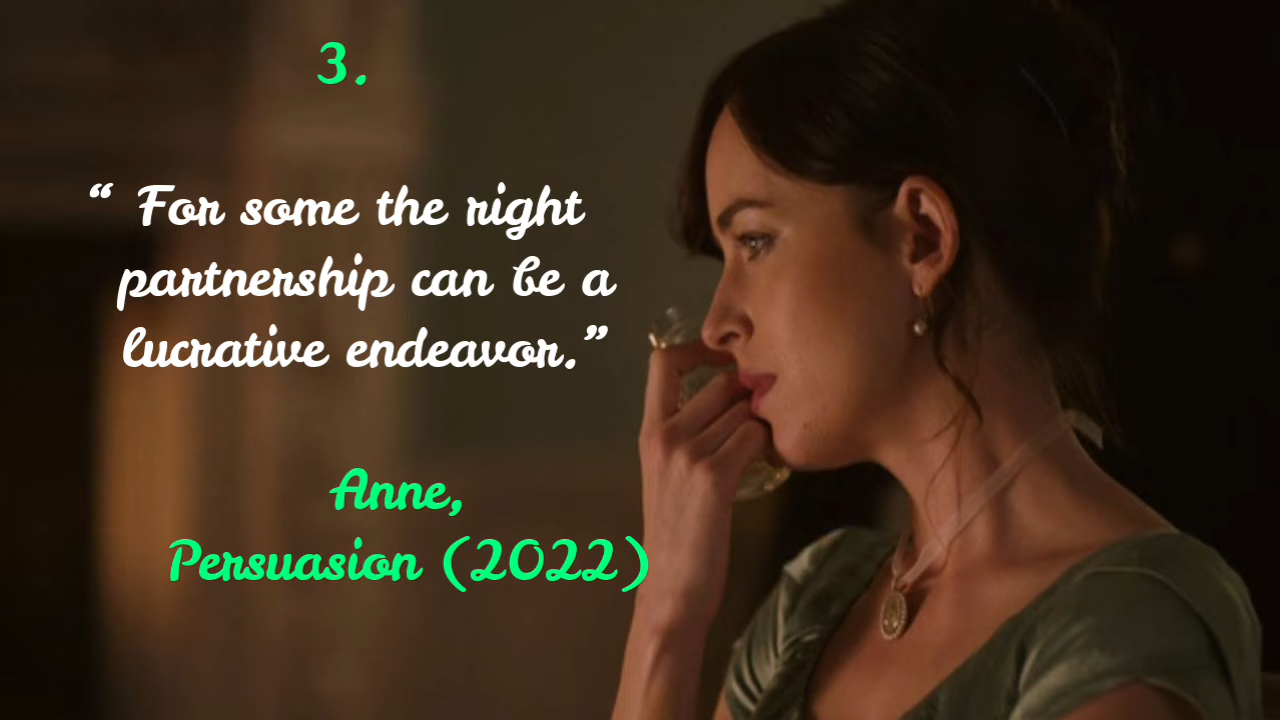 3.
“ For some the right
partnership can be a
lucrative endeavor.”
Anne,
Persuasion (2022)